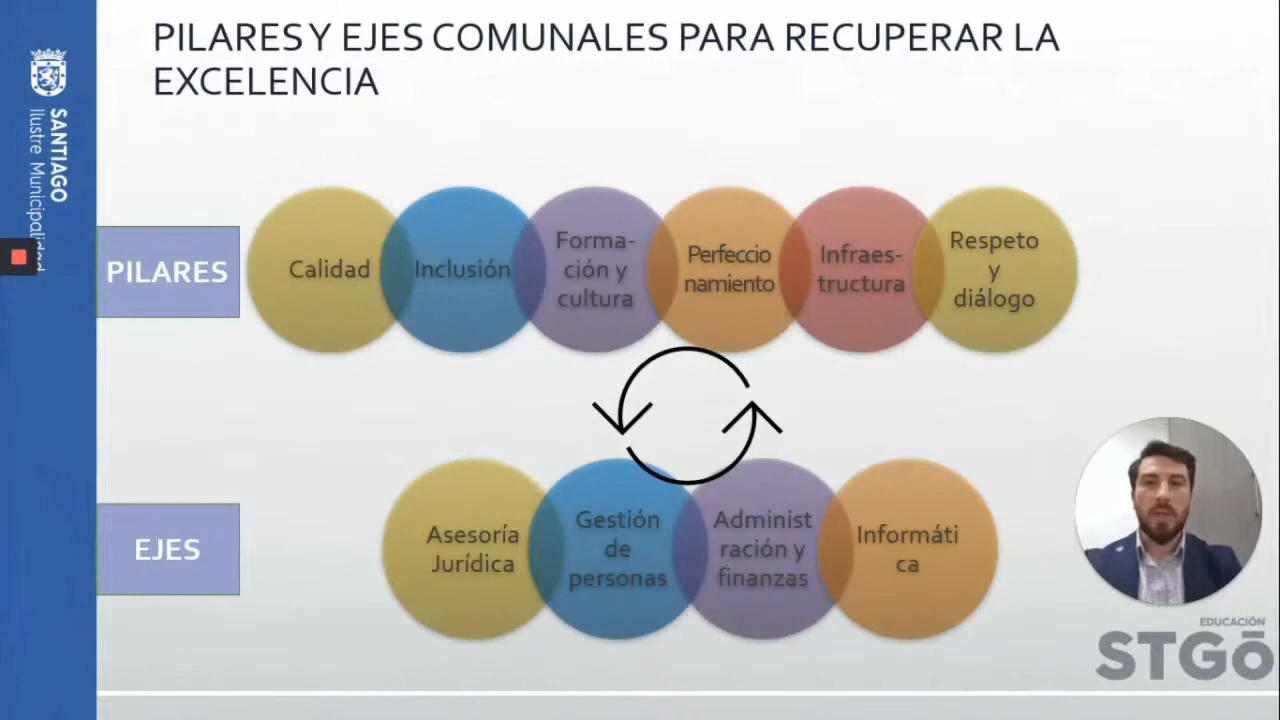 PILARES Y EJES COMUNALES PARA RECUPERAR LA
EXCELENCIA
SANTIAGO
Ilustre Municipalidad
PILARES
Calidad
Inclusión
Forma-
ción y
cultura
Perfeccio
namiento
Infraes-
tructura
Respeto
y
diálogo
EJES
Asesoría
Jurídica
Gestión
de
personas
Administ
ración y
finanzas
Informáti
ca
EDUCACIÓN
STGō